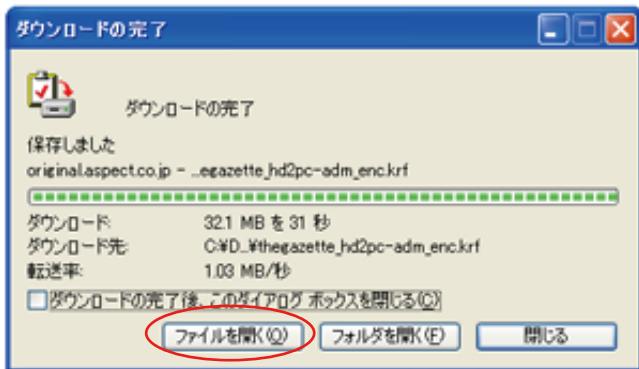 ダウンロードの完了
ダウンロードの完了
保存しました
original.aspect.co.jp - ...egazette_hd2pc-adm_enc.krf
ダウンロード: 32.1 MB を 31 秒
ダウンロード先: C:¥D...¥thegazette_hd2pc-adm_enc.krf
転送率: 1.03 MB/秒
ダウンロードの完了後、このダイアログ ボックスを閉じる(C)
ファイルを開く(O) フォルダを開く(F) 閉じる